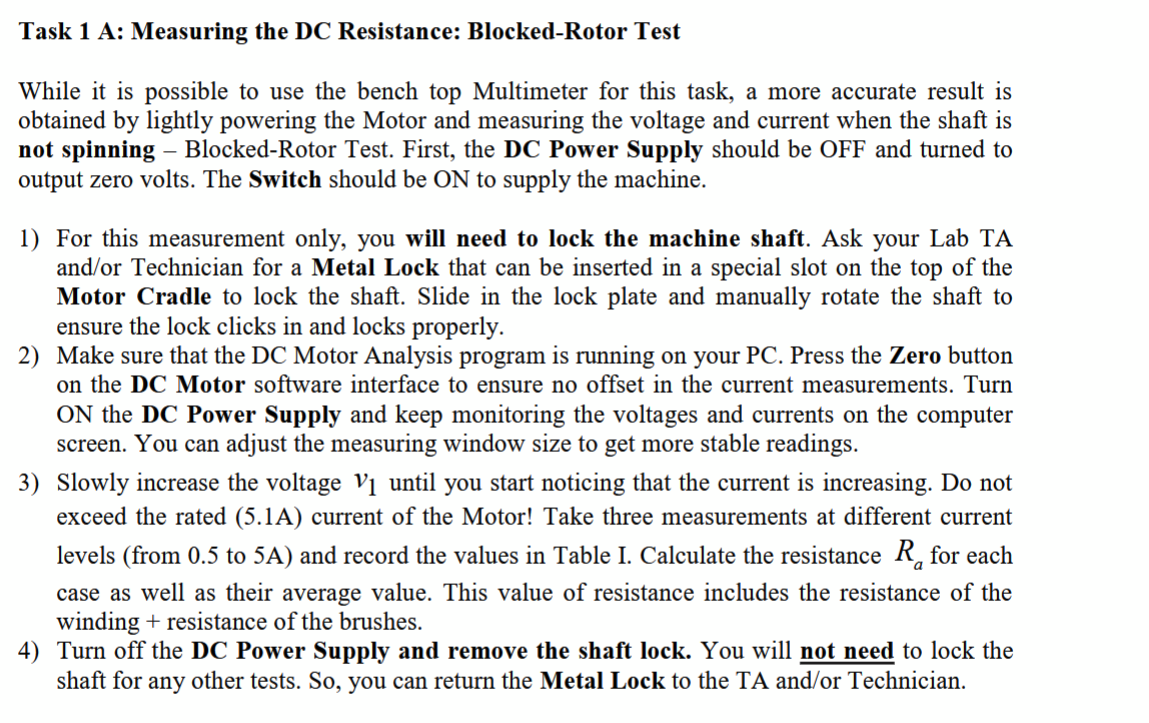 Task 1 A: Measuring the DC Resistance: Blocked-Rotor Test
While it is possible to use the bench top Multimeter for this task, a more accurate result is
obtained by lightly powering the Motor and measuring the voltage and current when the shaft is
not spinning – Blocked-Rotor Test. First, the DC Power Supply should be OFF and turned to
output zero volts. The Switch should be ON to supply the machine.
1) For this measurement only, you will need to lock the machine shaft. Ask your Lab TA
and/or Technician for a Metal Lock that can be inserted in a special slot on the top of the
Motor Cradle to lock the shaft. Slide in the lock plate and manually rotate the shaft to
ensure the lock clicks in and locks properly.
2) Make sure that the DC Motor Analysis program is running on your PC. Press the Zero button
on the DC Motor software interface to ensure no offset in the current measurements. Turn
ON the DC Power Supply and keep monitoring the voltages and currents on the computer
screen. You can adjust the measuring window size to get more stable readings.
3) Slowly increase the voltage v₁ until you start noticing that the current is increasing. Do not
exceed the rated (5.1A) current of the Motor! Take three measurements at different current
levels (from 0.5 to 5A) and record the values in Table I. Calculate the resistance Rₐ for each
case as well as their average value. This value of resistance includes the resistance of the
winding + resistance of the brushes.
4) Turn off the DC Power Supply and remove the shaft lock. You will not need to lock the
shaft for any other tests. So, you can return the Metal Lock to the TA and/or Technician.